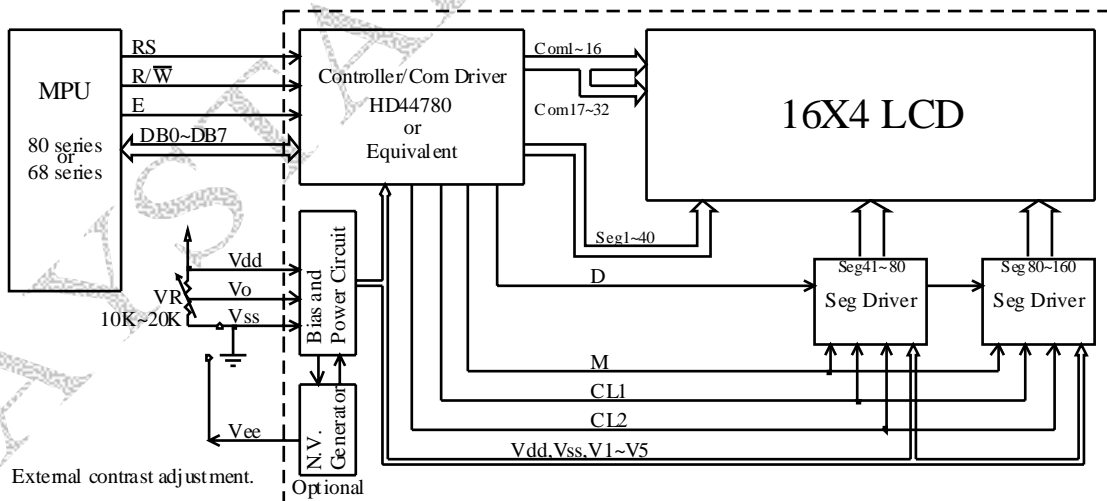 RS
R/W̅
E
DB0~DB7
MPU
80 series
or
68 series
Controller/Com Driver
HD44780
or
Equivalent
Com1~16
Com17~32
16X4 LCD
Seg1~40
D
Seg41~80
Seg Driver
Seg80~160
Seg Driver
Vdd
Vo
VR
10K~20K
Vss
Bias and
Power Circuit
M
CL1
CL2
Vdd,Vss,V1~V5
N.V.
Generator
Vee
External contrast adjustment.
Optional